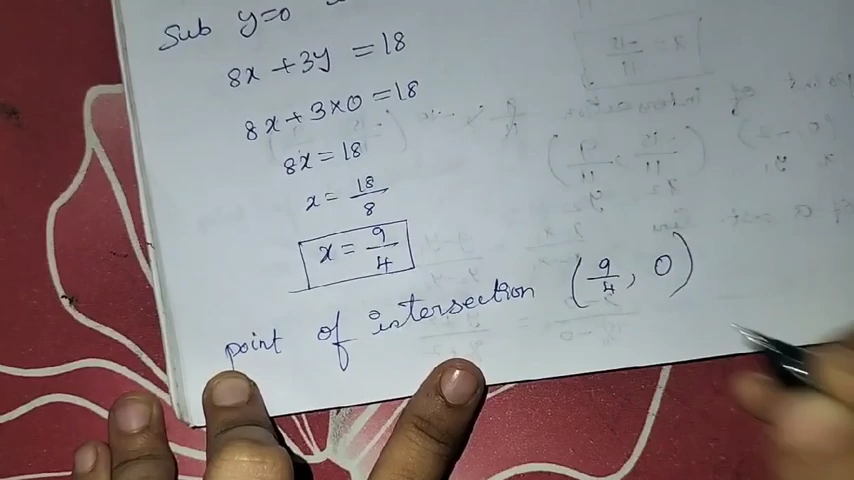 Sub y=0
8x + 3y = 18
8x + 3×0 = 18
8x = 18
x = 18/8
x = 9/4
point of intersection (9/4, 0)